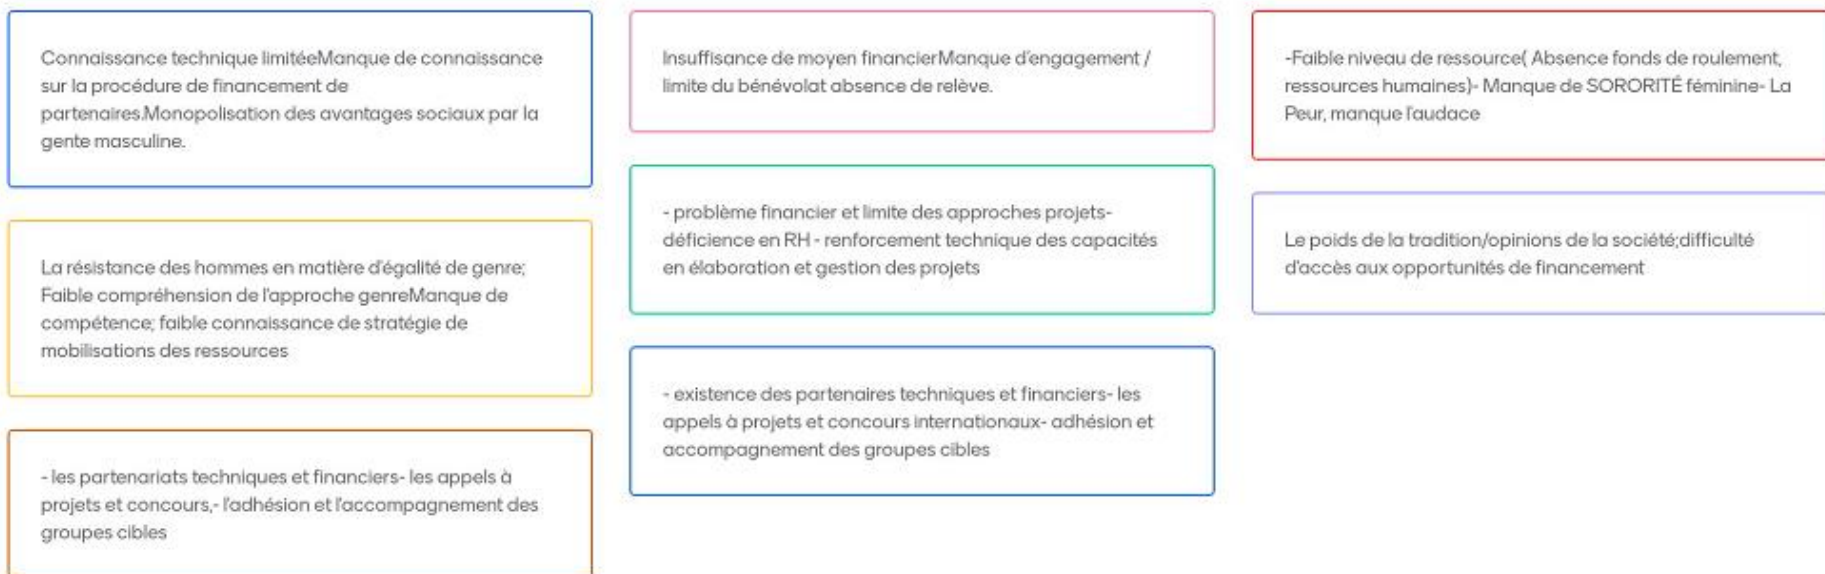 Connaissance technique limitéeManque de connaissance
sur la procédure de financement de
partenaires.Monopolisation des avantages sociaux par la
gente masculine.
La résistance des hommes en matière d'égalité de genre;
Faible compréhension de l'approche genreManque de
compétence; faible connaissance de stratégie de
mobilisations des ressources
- les partenariats techniques et financiers- les appels à
projets et concours,- l'adhésion et l'accompagnement des
groupes cibles
Insuffisance de moyen financierManque d'engagement /
limite du bénévolat absence de relève.
- problème financier et limite des approches projets-
déficience en RH - renforcement technique des capacités
en élaboration et gestion des projets
- existence des partenaires techniques et financiers- les
appels à projets et concours internationaux- adhésion et
accompagnement des groupes cibles
-Faible niveau de ressource( Absence fonds de roulement,
ressources humaines)- Manque de SORORITÉ féminine- La
Peur, manque l'audace
Le poids de la tradition/opinions de la société;difficulté
d'accès aux opportunités de financement